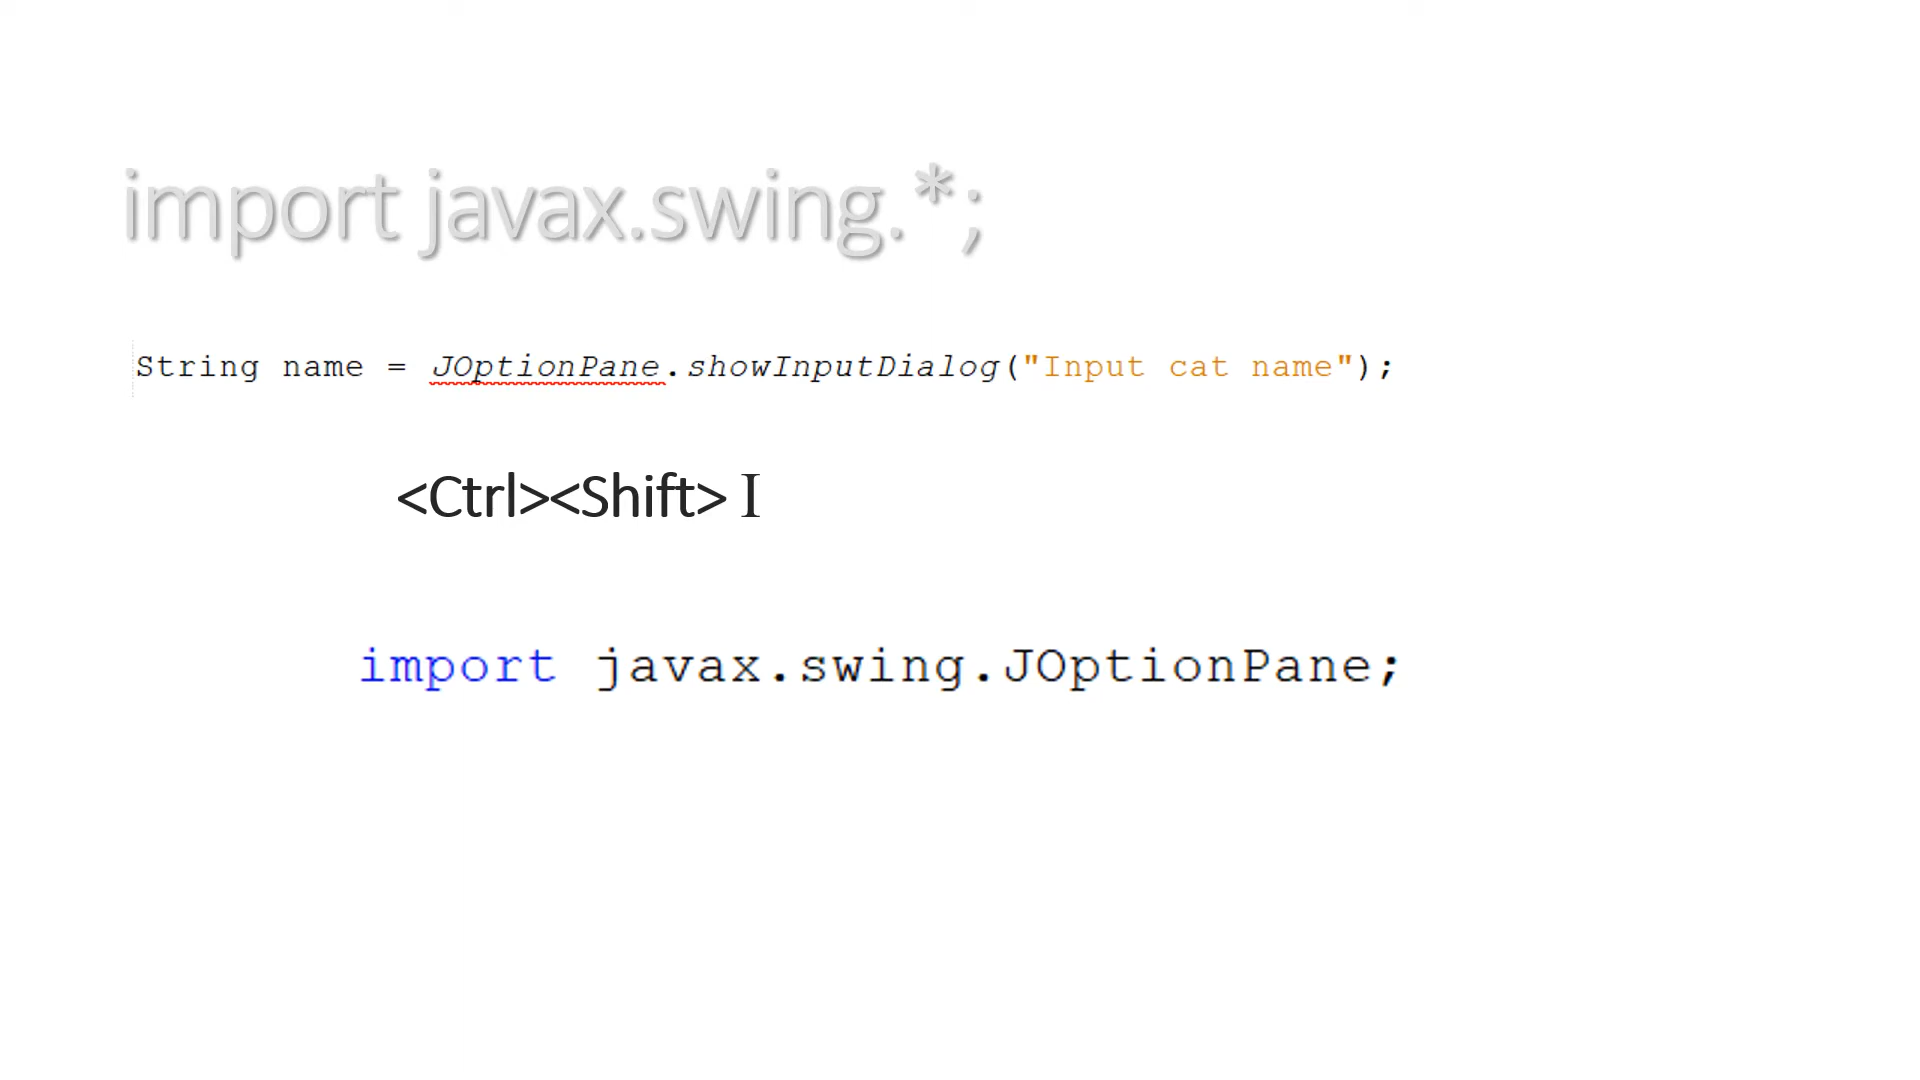 import javax.swing.*;
String name = JOptionPane.showInputDialog("Input cat name");
<Ctrl><Shift> I
import javax.swing.JOptionPane;